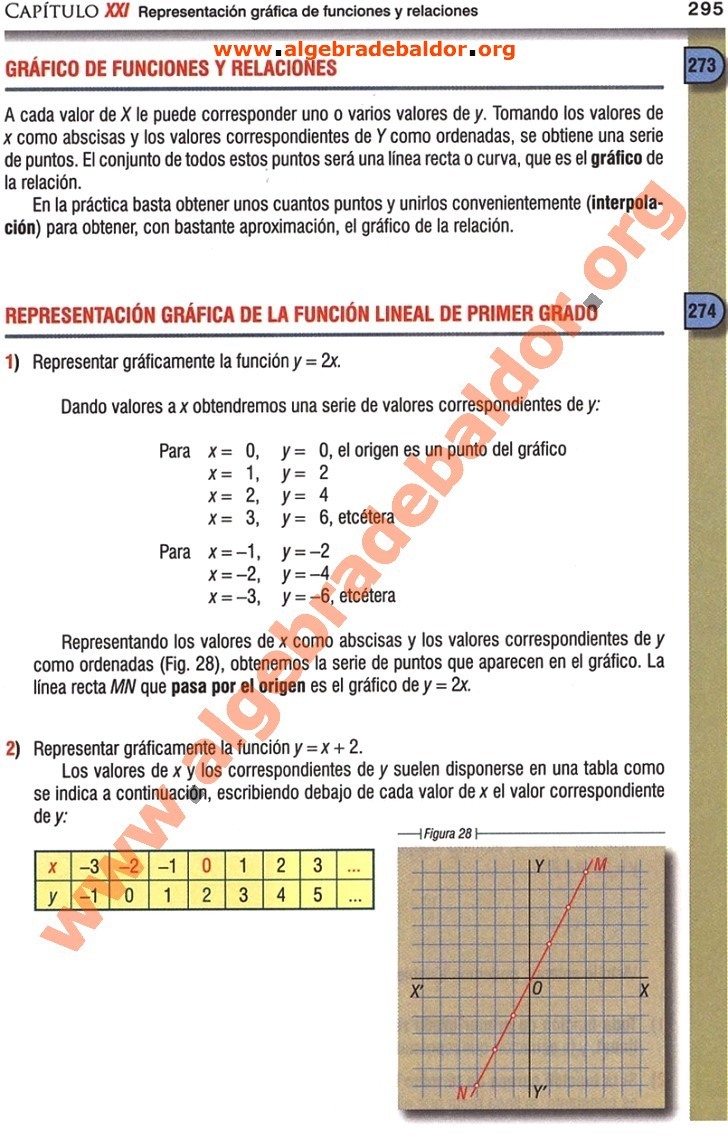 CAPÍTULO XXI Representación gráfica de funciones y relaciones 295
www.algebradebaldor.org
GRÁFICO DE FUNCIONES Y RELACIONES 273
A cada valor de X le puede corresponder uno o varios valores de y. Tomando los valores de
x como abscisas y los valores correspondientes de Y como ordenadas, se obtiene una serie
de puntos. El conjunto de todos estos puntos será una línea recta o curva, que es el gráfico de
la relación.
En la práctica basta obtener unos cuantos puntos y unirlos convenientemente (interpola-
ción) para obtener, con bastante aproximación, el gráfico de la relación.
REPRESENTACIÓN GRÁFICA DE LA FUNCIÓN LINEAL DE PRIMER GRADO 274
1) Representar gráficamente la función y = 2x.
Dando valores a x obtendremos una serie de valores correspondientes de y:
Para x = 0, y = 0, el origen es un punto del gráfico
x = 1, y = 2
x = 2, y = 4
x = 3, y = 6, etcétera
Para x = –1, y = –2
x = –2, y = –4
x = –3, y = –6, etcétera
Representando los valores de x como abscisas y los valores correspondientes de y
como ordenadas (Fig. 28), obtenemos la serie de puntos que aparecen en el gráfico. La
línea recta MN que pasa por el origen es el gráfico de y = 2x.
2) Representar gráficamente la función y = x + 2.
Los valores de x y los correspondientes de y suelen disponerse en una tabla como
se indica a continuación, escribiendo debajo de cada valor de x el valor correspondiente
de y:
x –3 –2 –1 0 1 2 3 ...
y –1 0 1 2 3 4 5 ...
Figura 28
Y M
X' O X
N Y'
www.algebradebaldor.org